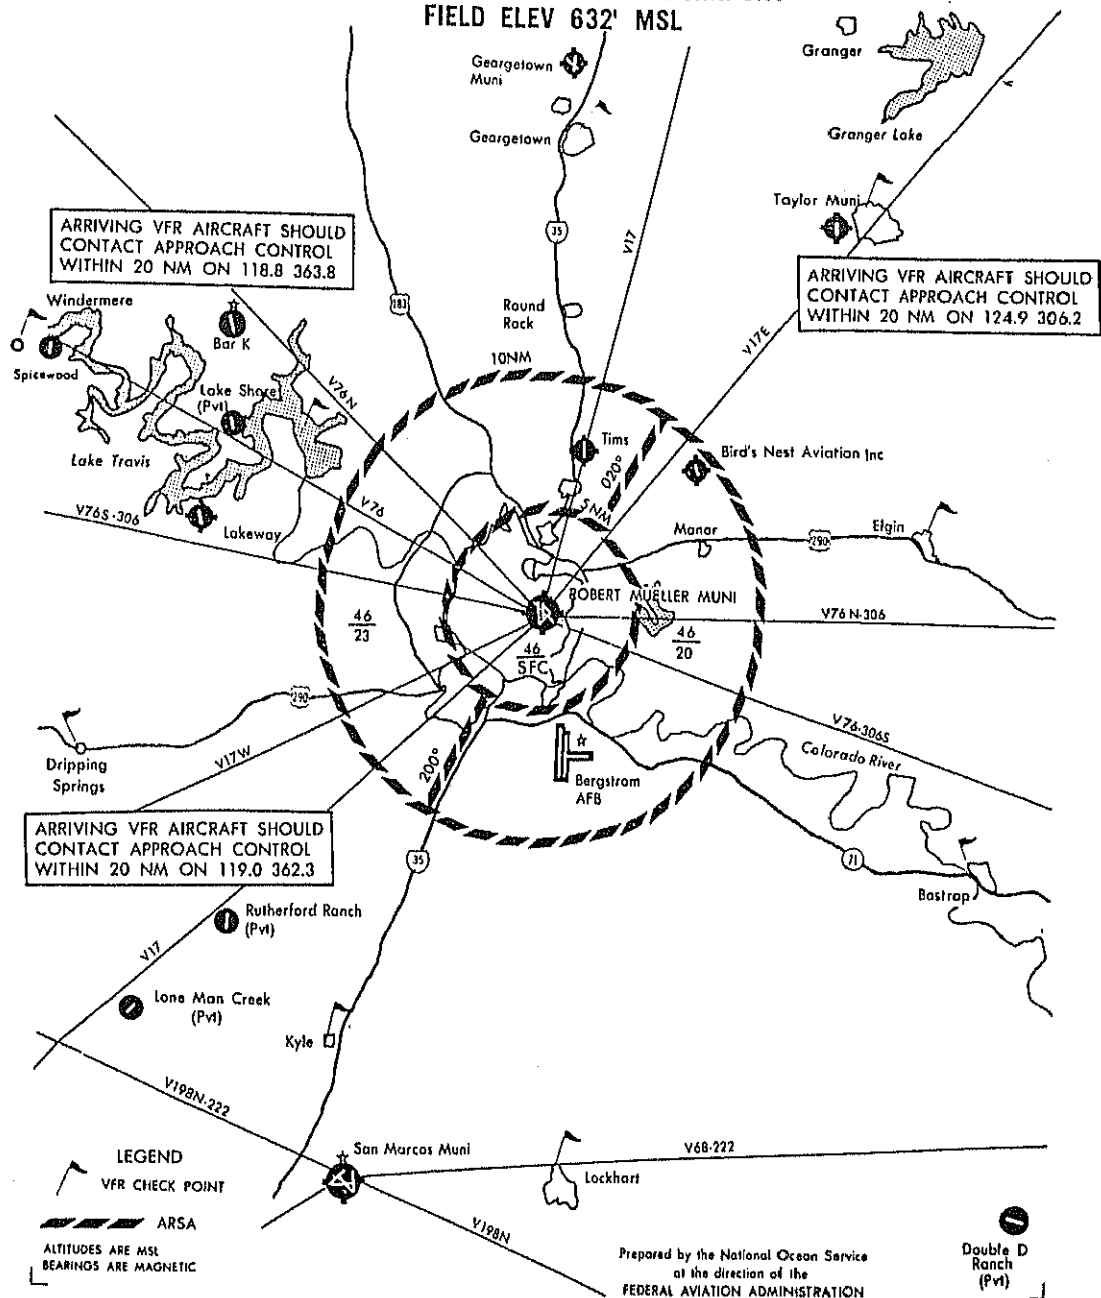 FIELD ELEV 632' MSL
Georgetown
Muni
Granger
Georgetown
Granger Lake
Taylor Muni
ARRIVING VFR AIRCRAFT SHOULD
CONTACT APPROACH CONTROL
WITHIN 20 NM ON 118.8 363.8
35
V17
ARRIVING VFR AIRCRAFT SHOULD
CONTACT APPROACH CONTROL
WITHIN 20 NM ON 124.9 306.2
Windermere
183
Round
Rock
Bar K
V17E
Spicewood
10NM
V76N
Lake Shore
(Pvt)
Tims
Bird's Nest Aviation Inc
Lake Travis
020°
V76
5NM
V76S-306
Lakeway
Manor
290
Elgin
ROBERT MUELLER MUNI
46
23
V76N-306
46
20
46
SFC
290
V76-306S
Dripping
Springs
V17W
200°
Bergstrom
AFB
Colorado River
ARRIVING VFR AIRCRAFT SHOULD
CONTACT APPROACH CONTROL
WITHIN 20 NM ON 119.0 362.3
35
71
Bastrop
Rutherford Ranch
(Pvt)
V17
Lone Man Creek
(Pvt)
Kyle
V198N-222
San Marcos Muni
V68-222
Lockhart
V198N
LEGEND
VFR CHECK POINT
ARSA
ALTITUDES ARE MSL
BEARINGS ARE MAGNETIC
Prepared by the National Ocean Service
at the direction of the
FEDERAL AVIATION ADMINISTRATION
Double D
Ranch
(Pvt)